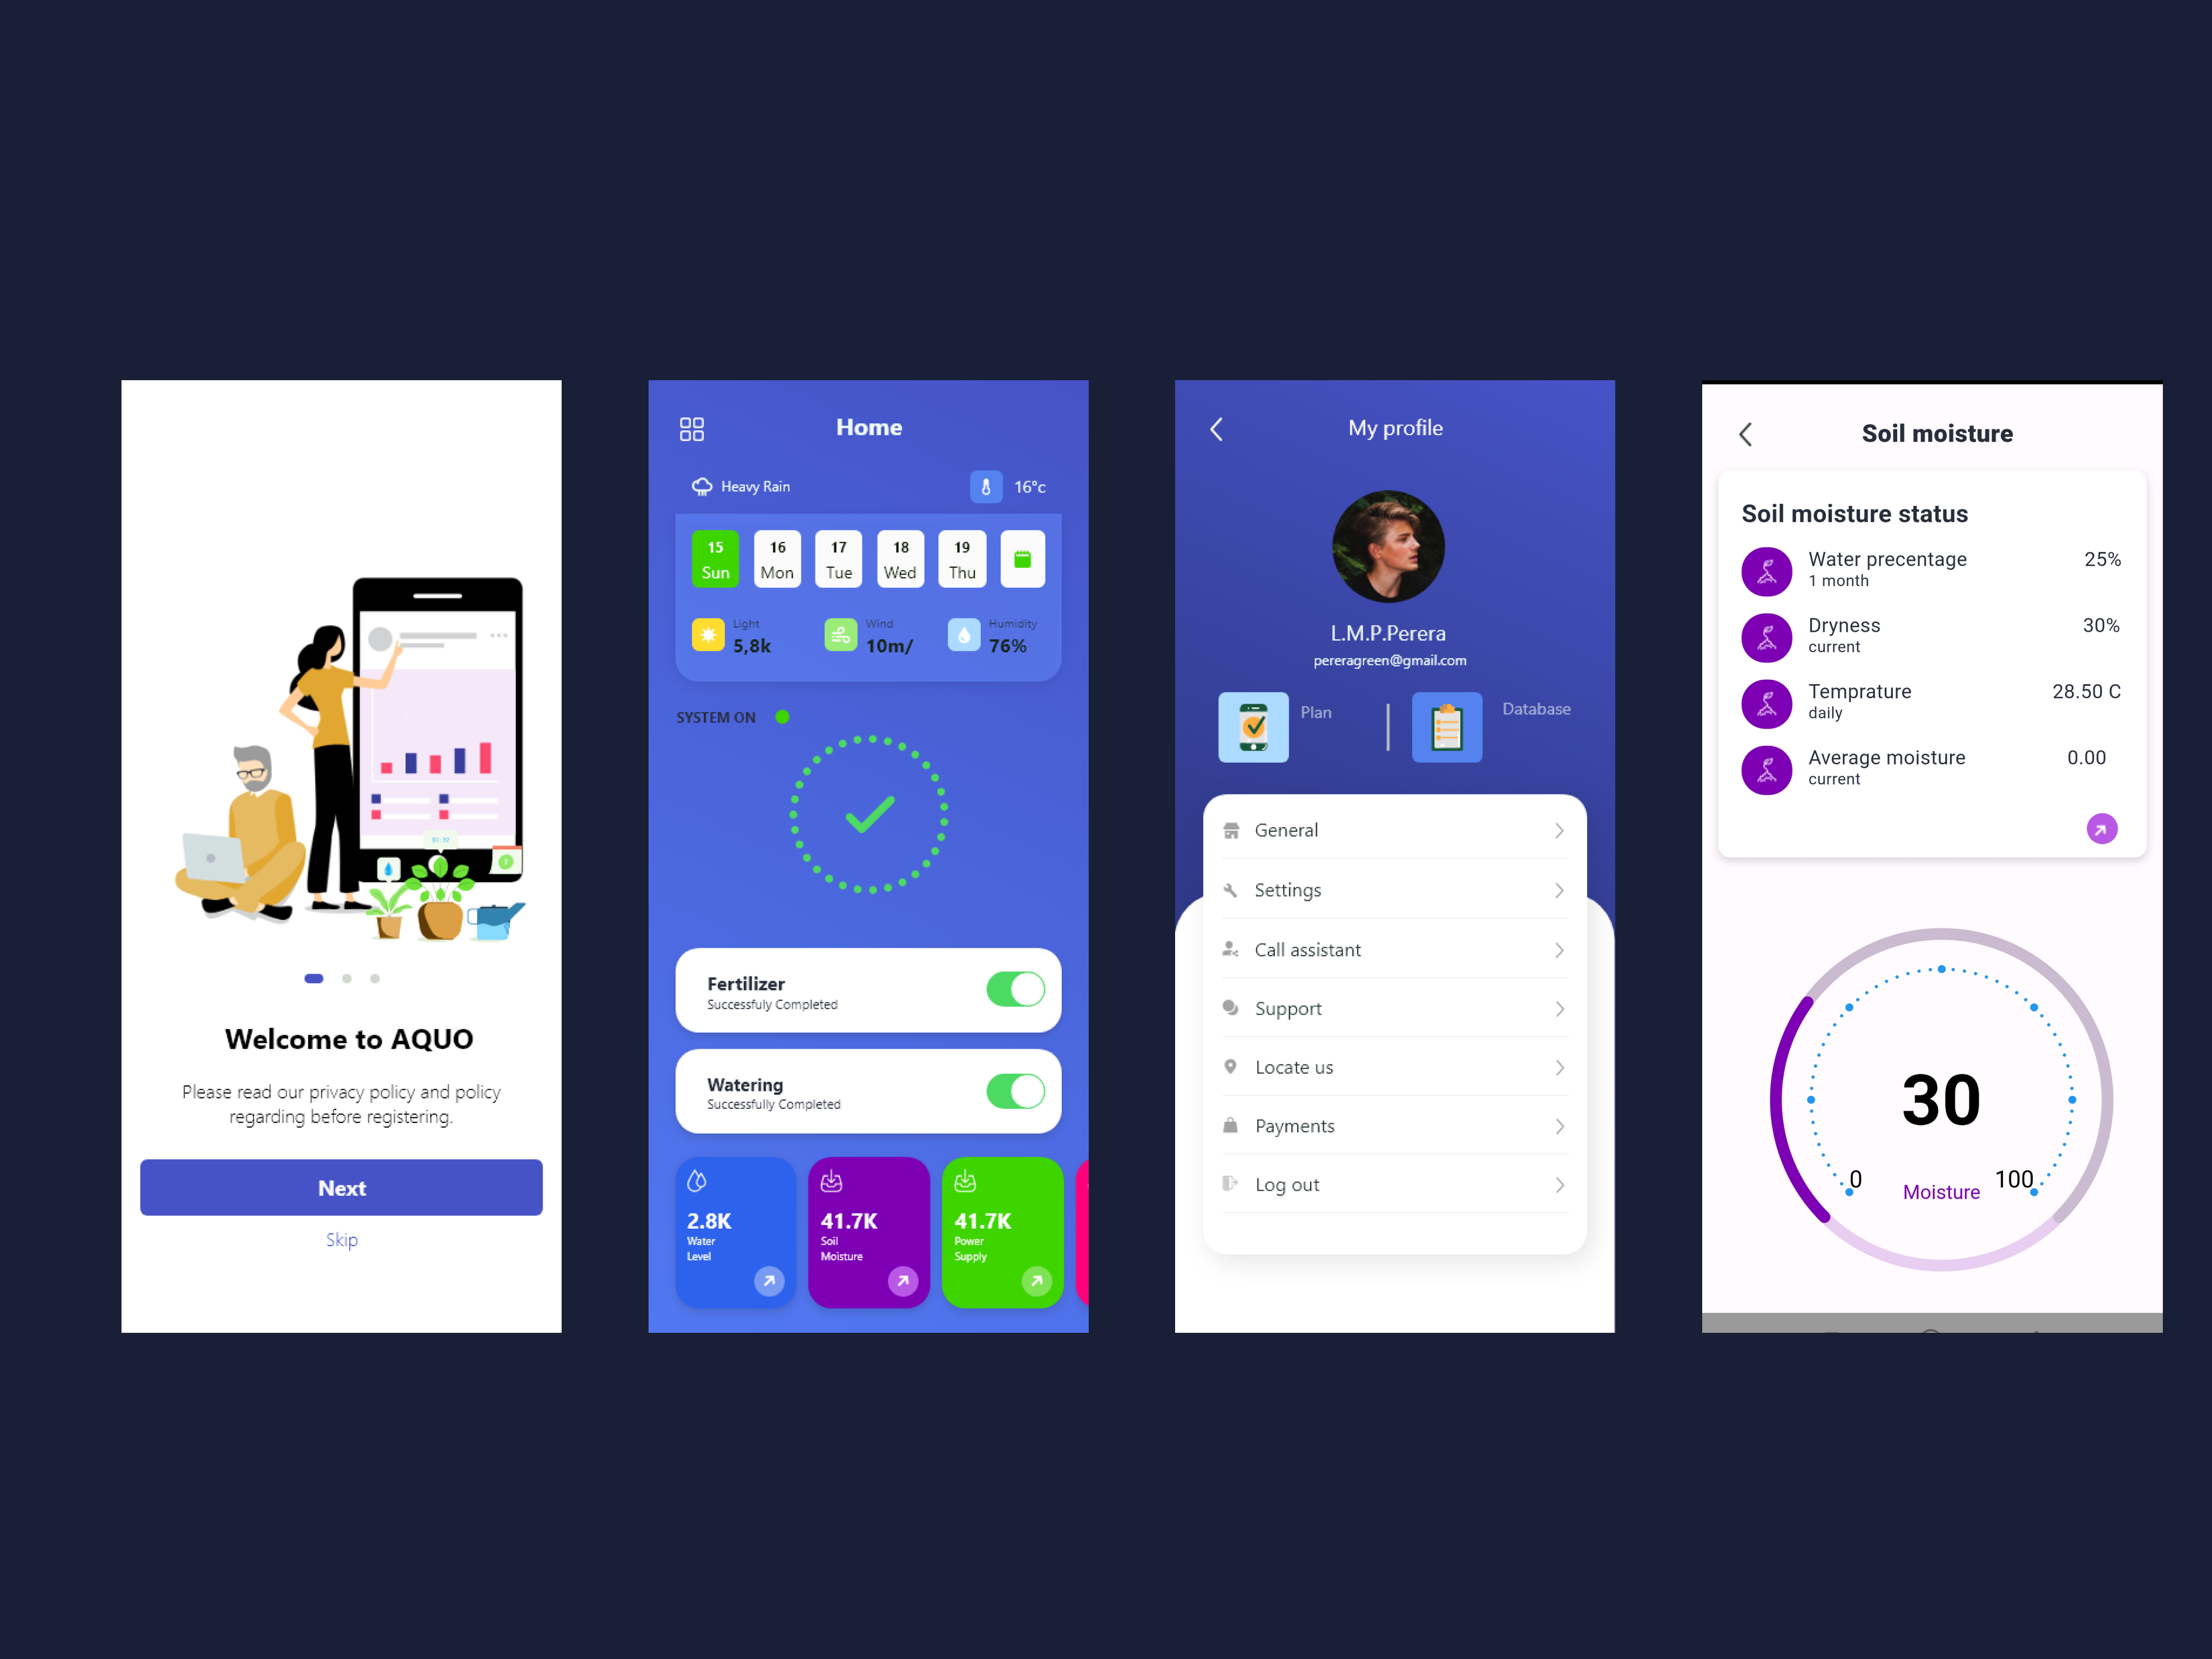 Welcome to AQUO
Please read our privacy policy and policy
regarding before registering.
Next
Skip
Home
Heavy Rain
16°c
15 16 17 18 19
Sun Mon Tue Wed Thu
Light Wind Humidity
5,8k 10m/ 76%
SYSTEM ON
Fertilizer
Successfuly Completed
Watering
Successfully Completed
2.8K
Water
Level
41.7K
Soil
Moisture
41.7K
Power
Supply
My profile
L.M.P.Perera
pereragreen@gmail.com
Plan
Database
General
Settings
Call assistant
Support
Locate us
Payments
Log out
Soil moisture
Soil moisture status
Water precentage 25%
1 month
Dryness 30%
current
Temprature 28.50 C
daily
Average moisture 0.00
current
30
0 100
Moisture